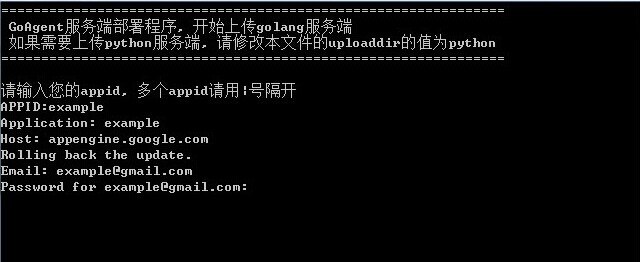 ===============================================================
GoAgent服务端部署程序, 开始上传golang服务端
如果需要上传python服务端, 请修改本文件的uploaddir的值为python
===============================================================
请输入您的appid, 多个appid请用|号隔开
APPID:example
Application: example
Host: appengine.google.com
Rolling back the update.
Email: example@gmail.com
Password for example@gmail.com: